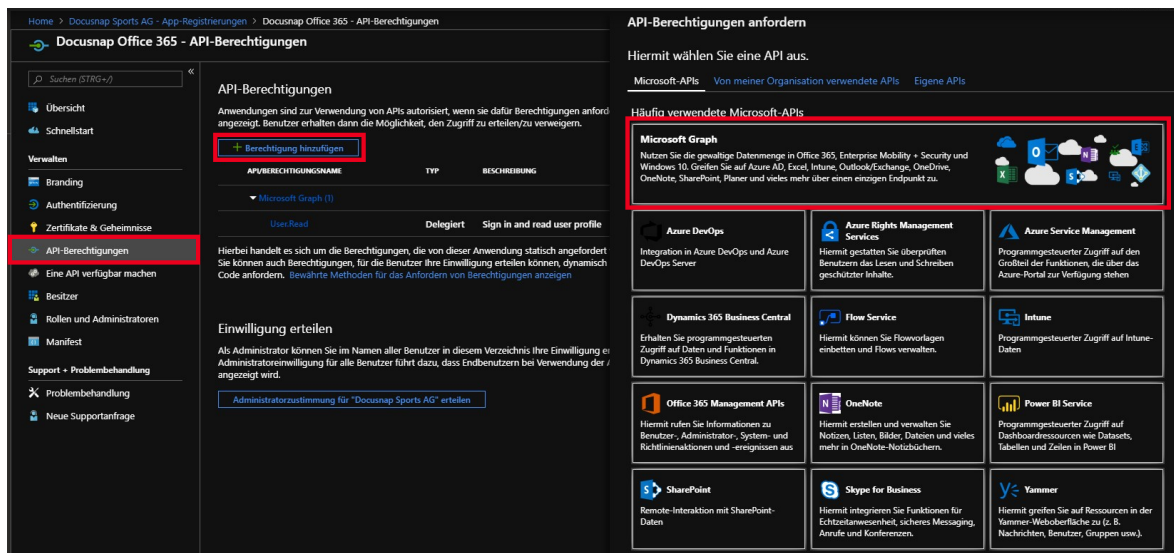 Home > Docusnap Sports AG - App-Registrierungen > Docusnap Office 365 - API-Berechtigungen
Docusnap Office 365 - API-Berechtigungen
Suchen (STRG+/)
«
Übersicht
Schnellstart
Verwalten
Branding
Authentifizierung
Zertifikate & Geheimnisse
API-Berechtigungen
Eine API verfügbar machen
Besitzer
Rollen und Administratoren
Manifest
Support + Problembehandlung
Problembehandlung
Neue Supportanfrage
API-Berechtigungen
Anwendungen sind zur Verwendung von APIs autorisiert, wenn sie dafür Berechtigungen anforde
angezeigt. Benutzer erhalten dann die Möglichkeit, den Zugriff zu erteilen/zu verweigern.
+ Berechtigung hinzufügen
API/BERECHTIGUNGSNAME TYP BESCHREIBUNG
Microsoft Graph (1)
User.Read Delegiert Sign in and read user profile
Hierbei handelt es sich um die Berechtigungen, die von dieser Anwendung statisch angefordert
Sie können auch Berechtigungen, für die Benutzer ihre Einwilligung erteilen können, dynamisch
Code anfordern. Bewährte Methoden für das Anfordern von Berechtigungen anzeigen
Einwilligung erteilen
Als Administrator können Sie im Namen aller Benutzer in diesem Verzeichnis Ihre Einwilligung er
Administratoreinwilligung für alle Benutzer führt dazu, dass Endbenutzern bei Verwendung der A
angezeigt wird.
Administratorzustimmung für "Docusnap Sports AG" erteilen
API-Berechtigungen anfordern
Hiermit wählen Sie eine API aus.
Microsoft-APIs Von meiner Organisation verwendete APIs Eigene APIs
Häufig verwendete Microsoft-APIs
Microsoft Graph
Nutzen Sie die gewaltige Datenmenge in Office 365, Enterprise Mobility + Security und
Windows 10. Greifen Sie auf Azure AD, Excel, Intune, Outlook/Exchange, OneDrive,
OneNote, SharePoint, Planer und vieles mehr über einen einzigen Endpunkt zu.
Azure DevOps
Integration in Azure DevOps und Azure
DevOps Server
Azure Rights Management
Services
Hiermit gestatten Sie überprüften
Benutzern das Lesen und Schreiben
geschützter Inhalte.
Azure Service Management
Programmgesteuerter Zugriff auf den
Großteil der Funktionen, die über das
Azure-Portal zur Verfügung stehen
Dynamics 365 Business Central
Erhalten Sie programmgesteuerten
Zugriff auf Daten und Funktionen in
Dynamics 365 Business Central.
Flow Service
Hiermit können Sie Flowvorlagen
einbetten und Flows verwalten.
Intune
Programmgesteuerter Zugriff auf Intune-
Daten
Office 365 Management APIs
Hiermit rufen Sie Informationen zu
Benutzer-, Administrator-, System- und
Richtlinienaktionen und -ereignissen aus
OneNote
Hiermit erstellen und verwalten Sie
Notizen, Listen, Bilder, Dateien und vieles
mehr in OneNote-Notizbüchern.
Power BI Service
Programmgesteuerter Zugriff auf
Dashboardressourcen wie Datasets,
Tabellen und Zeilen in Power BI
SharePoint
Remote-Interaktion mit SharePoint-
Daten
Skype for Business
Hiermit integrieren Sie Funktionen für
Echtzeitanwesenheit, sicheres Messaging,
Anrufe und Konferenzen.
Yammer
Hiermit greifen Sie auf Ressourcen in der
Yammer-Weboberfläche zu (z. B.
Nachrichten, Benutzer, Gruppen usw.).